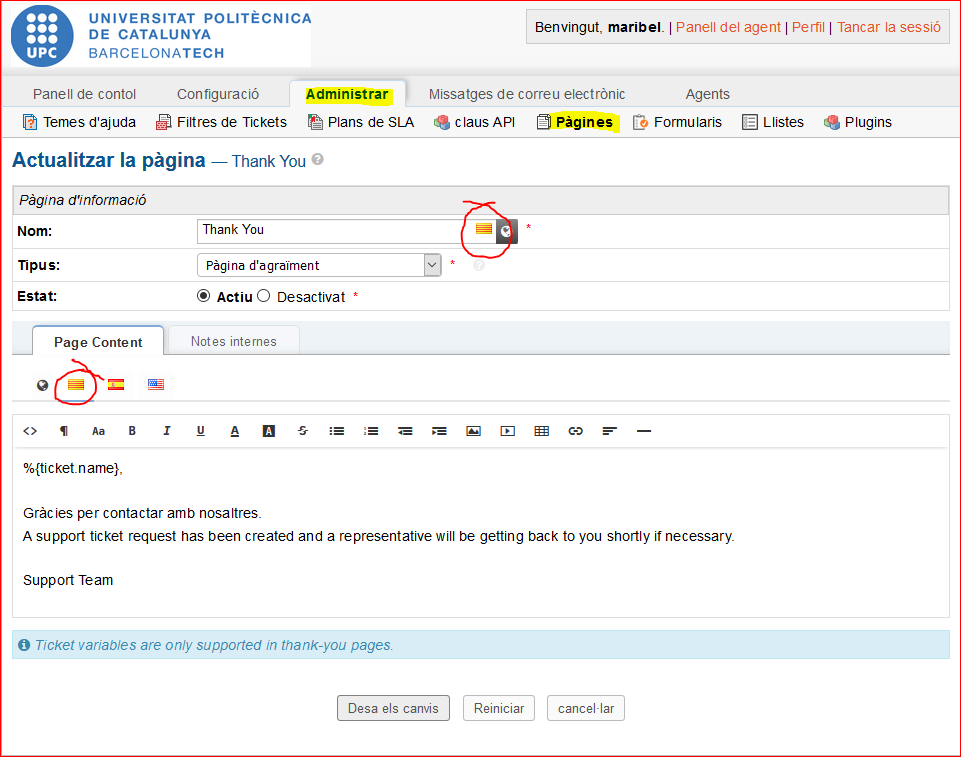 UNIVERSITAT POLITÈCNICA
DE CATALUNYA
BARCELONATECH
UPC
Benvingut, maribel. | Panell del agent | Perfil | Tancar la sessió
Panell de contol Configuració Administrar Missatges de correu electrònic Agents
Temes d'ajuda Filtres de Tickets Plans de SLA claus API Pàgines Formularis Llistes Plugins
Actualitzar la pàgina — Thank You
Pàgina d'informació
Nom: Thank You *
Tipus: Pàgina d'agraïment *
Estat: Actiu Desactivat *
Page Content Notes internes
%{ticket.name},
Gràcies per contactar amb nosaltres.
A support ticket request has been created and a representative will be getting back to you shortly if necessary.
Support Team
Ticket variables are only supported in thank-you pages.
Desa els canvis Reiniciar cancel·lar